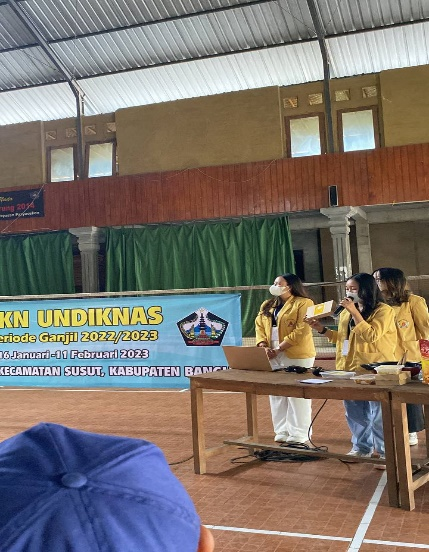 KN UNDIKNAS
eriode Ganjil 2022/2023
16 Januari -11 Februari 2023
KECAMATAN SUSUT, KABUPATEN BANG